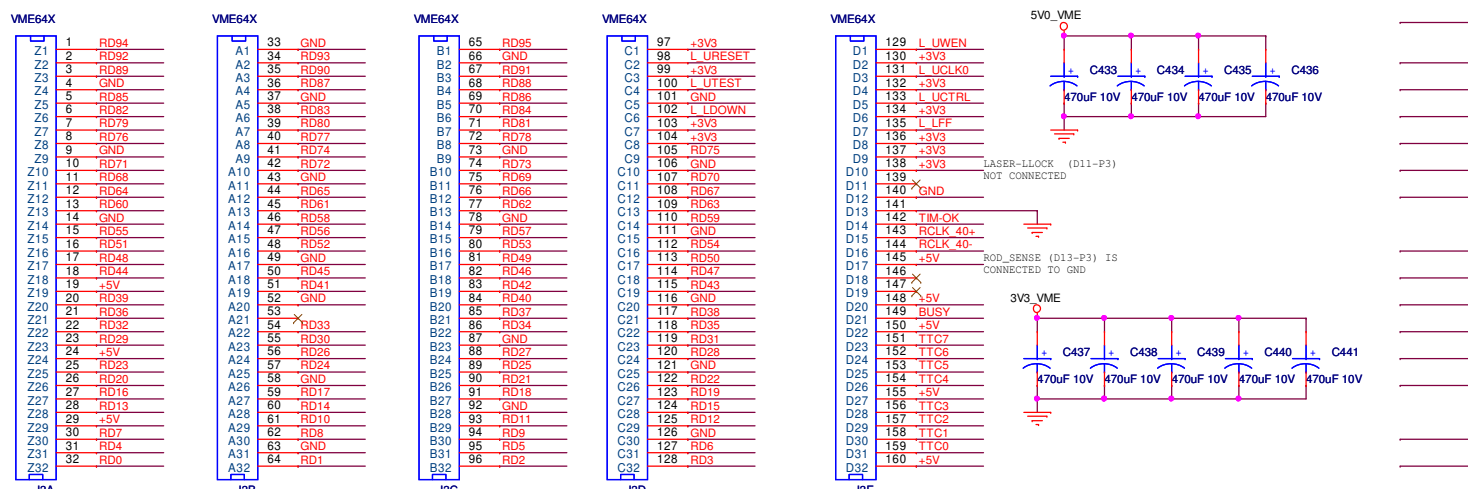 VME64X
Z1 1 RD94
Z2 2 RD92
Z3 3 RD89
Z4 4 GND
Z5 5 RD85
Z6 6 RD82
Z7 7 RD79
Z8 8 RD76
Z9 9 GND
Z10 10 RD71
Z11 11 RD68
Z12 12 RD64
Z13 13 RD60
Z14 14 GND
Z15 15 RD55
Z16 16 RD51
Z17 17 RD48
Z18 18 RD44
Z19 19 +5V
Z20 20 RD39
Z21 21 RD36
Z22 22 RD32
Z23 23 RD29
Z24 24 +5V
Z25 25 RD23
Z26 26 RD20
Z27 27 RD16
Z28 28 RD13
Z29 29 +5V
Z30 30 RD7
Z31 31 RD4
Z32 32 RD0
VME64X
A1 33 GND
A2 34 RD93
A3 35 RD90
A4 36 RD87
A5 37 GND
A6 38 RD83
A7 39 RD80
A8 40 RD77
A9 41 RD74
A10 42 RD72
A11 43 GND
A12 44 RD65
A13 45 RD61
A14 46 RD58
A15 47 RD56
A16 48 RD52
A17 49 GND
A18 50 RD45
A19 51 RD41
A20 52 GND
A21 53
A22 54 RD33
A23 55 RD30
A24 56 RD26
A25 57 RD24
A26 58 GND
A27 59 RD17
A28 60 RD14
A29 61 RD10
A30 62 RD8
A31 63 GND
A32 64 RD1
VME64X
B1 65 RD95
B2 66 GND
B3 67 RD91
B4 68 RD88
B5 69 RD86
B6 70 RD84
B7 71 RD81
B8 72 RD78
B9 73 GND
B10 74 RD73
B11 75 RD69
B12 76 RD66
B13 77 RD62
B14 78 GND
B15 79 RD57
B16 80 RD53
B17 81 RD49
B18 82 RD46
B19 83 RD42
B20 84 RD40
B21 85 RD37
B22 86 RD34
B23 87 GND
B24 88 RD27
B25 89 RD25
B26 90 RD21
B27 91 RD18
B28 92 GND
B29 93 RD11
B30 94 RD9
B31 95 RD5
B32 96 RD2
VME64X
C1 97 +3V3
C2 98 L_URESET
C3 99 +3V3
C4 100 L_UTEST
C5 101 GND
C6 102 L_LDOWN
C7 103 +3V3
C8 104 +3V3
C9 105 RD75
C10 106 GND
C11 107 RD70
C12 108 RD67
C13 109 RD63
C14 110 RD59
C15 111 GND
C16 112 RD54
C17 113 RD50
C18 114 RD47
C19 115 RD43
C20 116 GND
C21 117 RD38
C22 118 RD35
C23 119 RD31
C24 120 RD28
C25 121 GND
C26 122 RD22
C27 123 RD19
C28 124 RD15
C29 125 RD12
C30 126 GND
C31 127 RD6
C32 128 RD3
VME64X
D1 129 L_UWEN
D2 130 +3V3
D3 131 L_UCLK0
D4 132 +3V3
D5 133 L_UCTRL
D6 134 +3V3
D7 135 L_LFF
D8 136 +3V3
D9 137 +3V3
D10 138 +3V3
D11 139
D12 140 GND
D13 141
D14 142 TIM-OK
D15 143 RCLK_40+
D16 144 RCLK_40-
D17 145 +5V
D18 146
D19 147
D20 148 +5V
D21 149 BUSY
D22 150 +5V
D23 151 TTC7
D24 152 TTC6
D25 153 TTC5
D26 154 TTC4
D27 155 +5V
D28 156 TTC3
D29 157 TTC2
D30 158 TTC1
D31 159 TTC0
D32 160 +5V
5V0_VME
+ C433 + C434 + C435 + C436
470uF 10V 470uF 10V 470uF 10V 470uF 10V
LASER-LLOCK (D11-P3)
NOT CONNECTED
ROD_SENSE (D13-P3) IS
CONNECTED TO GND
3V3_VME
+ C437 + C438 + C439 + C440 + C441
470uF 10V 470uF 10V 470uF 10V 470uF 10V 470uF 10V